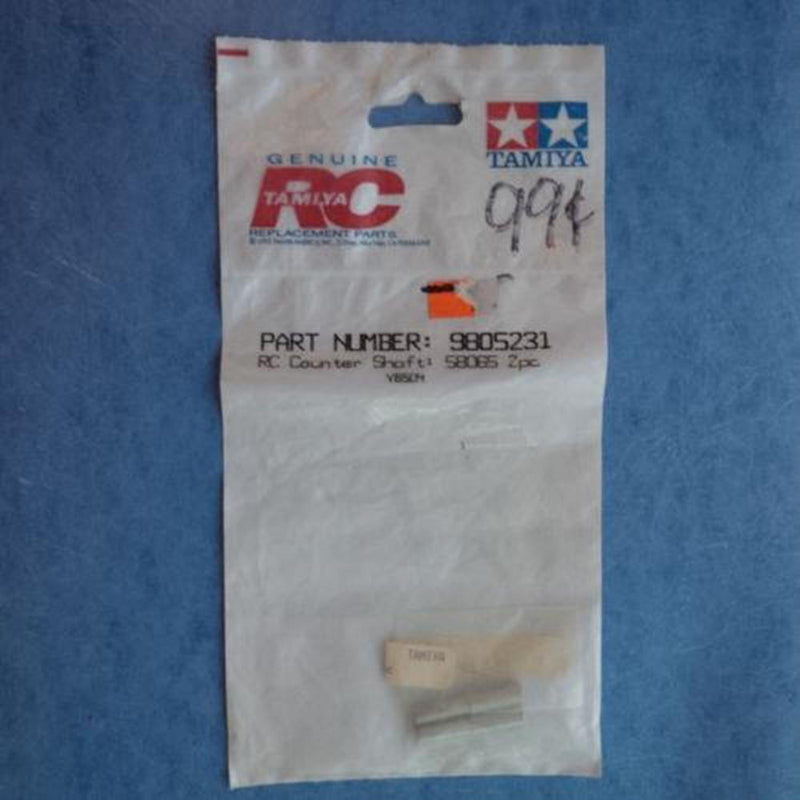 TAMIYA
GENUINE
TAMIYA RC
REPLACEMENT PARTS
99¢
PART NUMBER: 9805231
RC Counter Shaft: 58065 2pc
TAMIYA